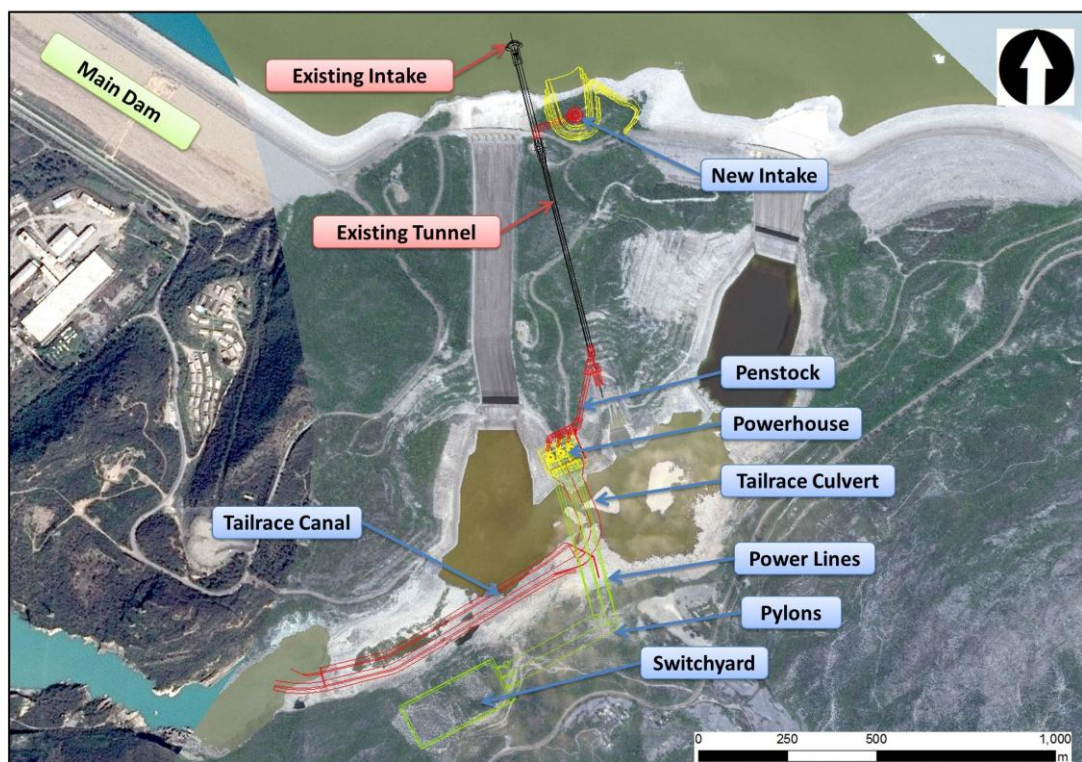 Main Dam
Existing Intake
New Intake
Existing Tunnel
Penstock
Powerhouse
Tailrace Culvert
Tailrace Canal
Power Lines
Pylons
Switchyard
0 250 500 1,000
m